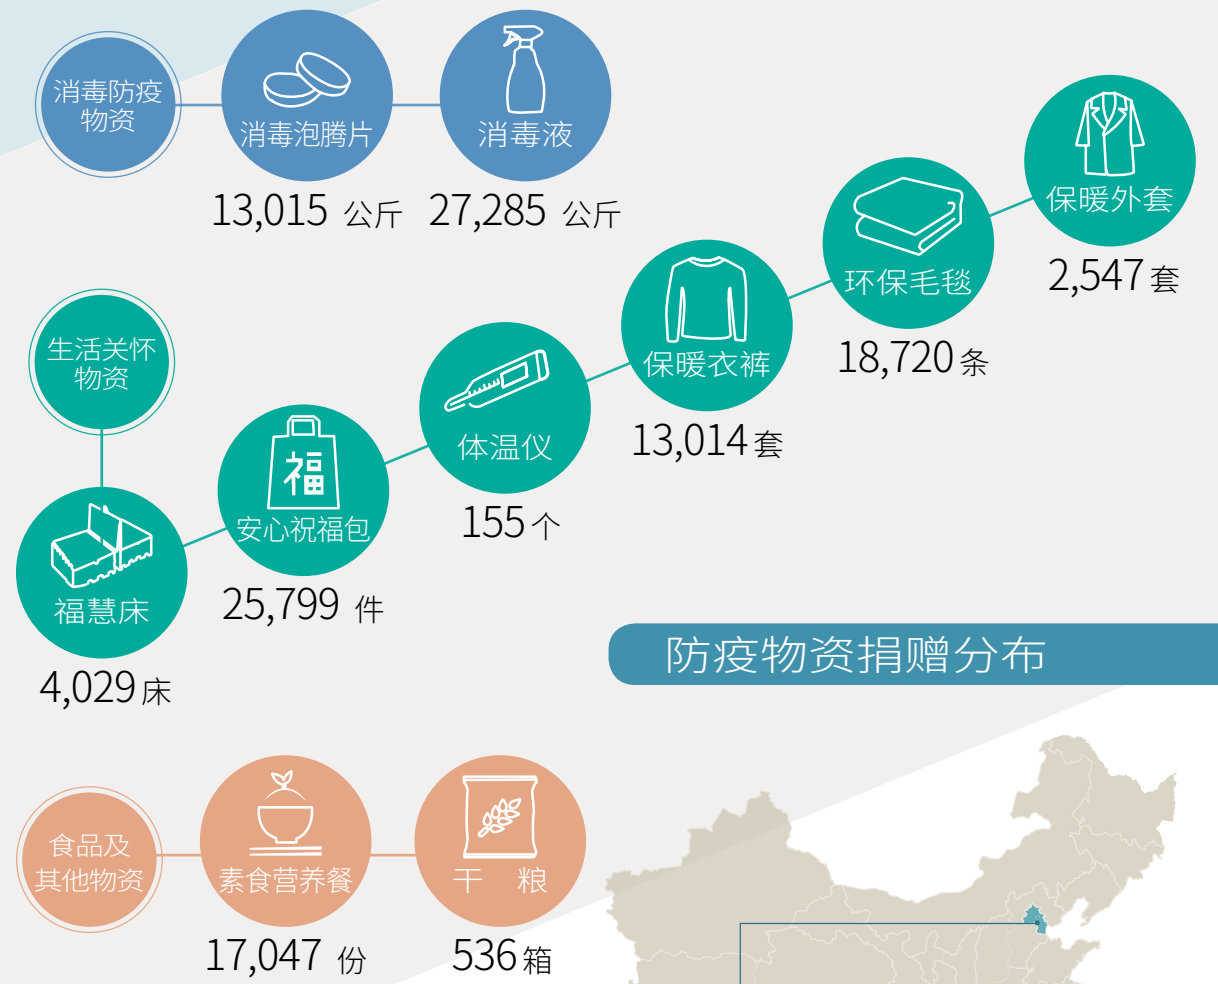 消毒防疫
物资
消毒泡腾片
13,015 公斤
消毒液
27,285 公斤
生活关怀
物资
福慧床
4,029 床
福
安心祝福包
25,799 件
体温仪
155 个
保暖衣裤
13,014 套
环保毛毯
18,720 条
保暖外套
2,547 套
食品及
其他物资
素食营养餐
17,047 份
干 粮
536 箱
防疫物资捐赠分布